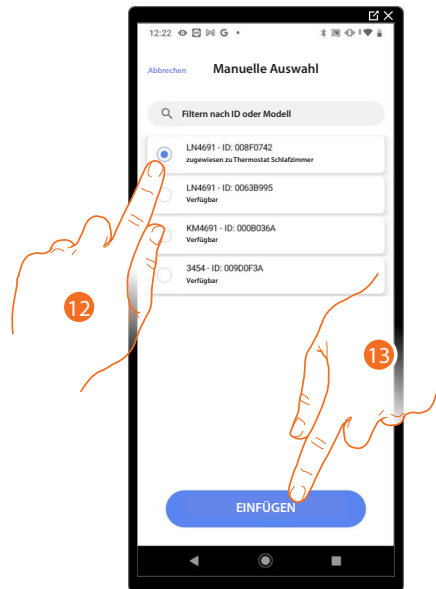 12:22 G
Abbrechen Manuelle Auswahl
Filtern nach ID oder Modell
LN4691 - ID: 008F0742
zugewiesen zu Thermostat Schlafzimmer
LN4691 - ID: 0063B995
Verfügbar
KM4691 - ID: 000B036A
Verfügbar
3454 - ID: 009D0F3A
Verfügbar
12
13
EINFÜGEN